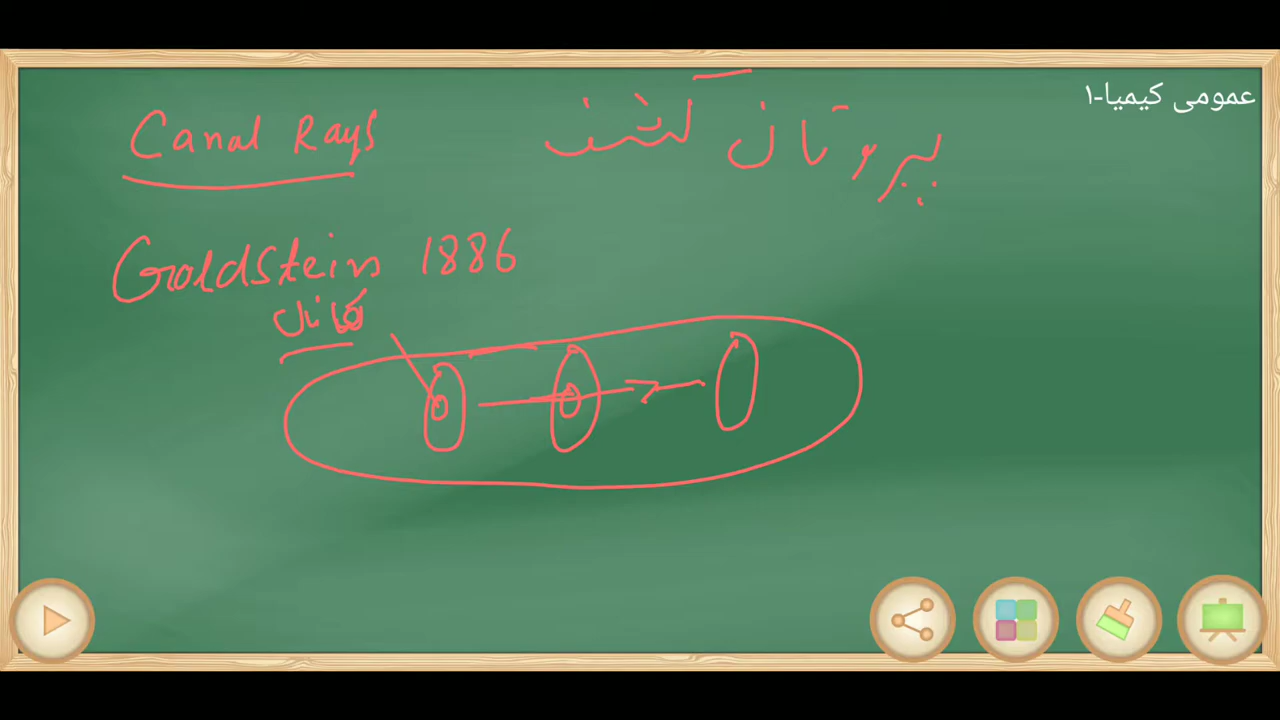 عمومی کیمیا-۱
پروتان کشف
Canal Rays
Goldstein 1886
کانال